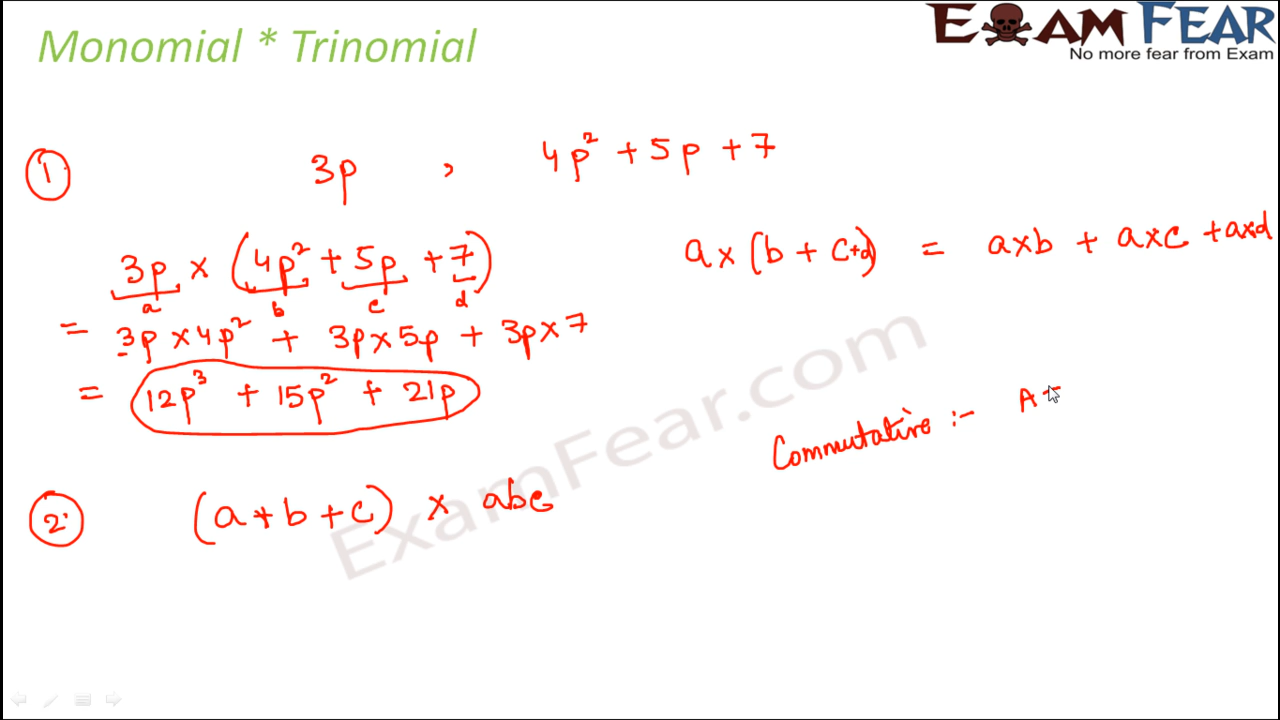 Monomial * Trinomial
EXAM FEAR
No more fear from Exam
① 3p , 4p² + 5p + 7
3p × (4p² + 5p + 7)
a b c d
a × (b + c+d) = a×b + a×c + a×d
= 3p × 4p² + 3p × 5p + 3p × 7
= 12p³ + 15p² + 21p
Commutative :- A
② (a + b + c) × abc
ExamFear.com